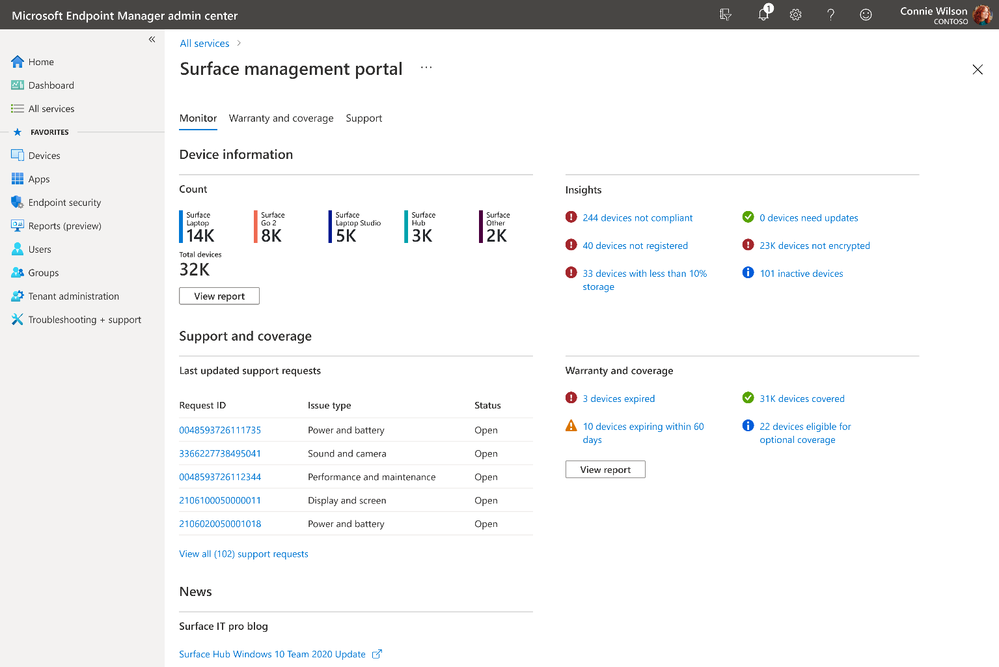 Microsoft Endpoint Manager admin center
1
Connie Wilson
CONTOSO
Home
Dashboard
All services
FAVORITES
Devices
Apps
Endpoint security
Reports (preview)
Users
Groups
Tenant administration
Troubleshooting + support
All services
Surface management portal
Monitor
Warranty and coverage
Support
Device information
Count
Surface
Laptop
14K
Surface
Go 2
8K
Surface
Laptop Studio
5K
Surface
Hub
3K
Surface
Other
2K
Total devices
32K
View report
Insights
244 devices not compliant
0 devices need updates
40 devices not registered
23K devices not encrypted
33 devices with less than 10%
storage
101 inactive devices
Support and coverage
Last updated support requests
Request ID Issue type Status
0048593726111735 Power and battery Open
3366227738495041 Sound and camera Open
0048593726112344 Performance and maintenance Open
2106100050000011 Display and screen Open
2106020050001018 Power and battery Open
View all (102) support requests
Warranty and coverage
3 devices expired
31K devices covered
10 devices expiring within 60
days
22 devices eligible for
optional coverage
View report
News
Surface IT pro blog
Surface Hub Windows 10 Team 2020 Update